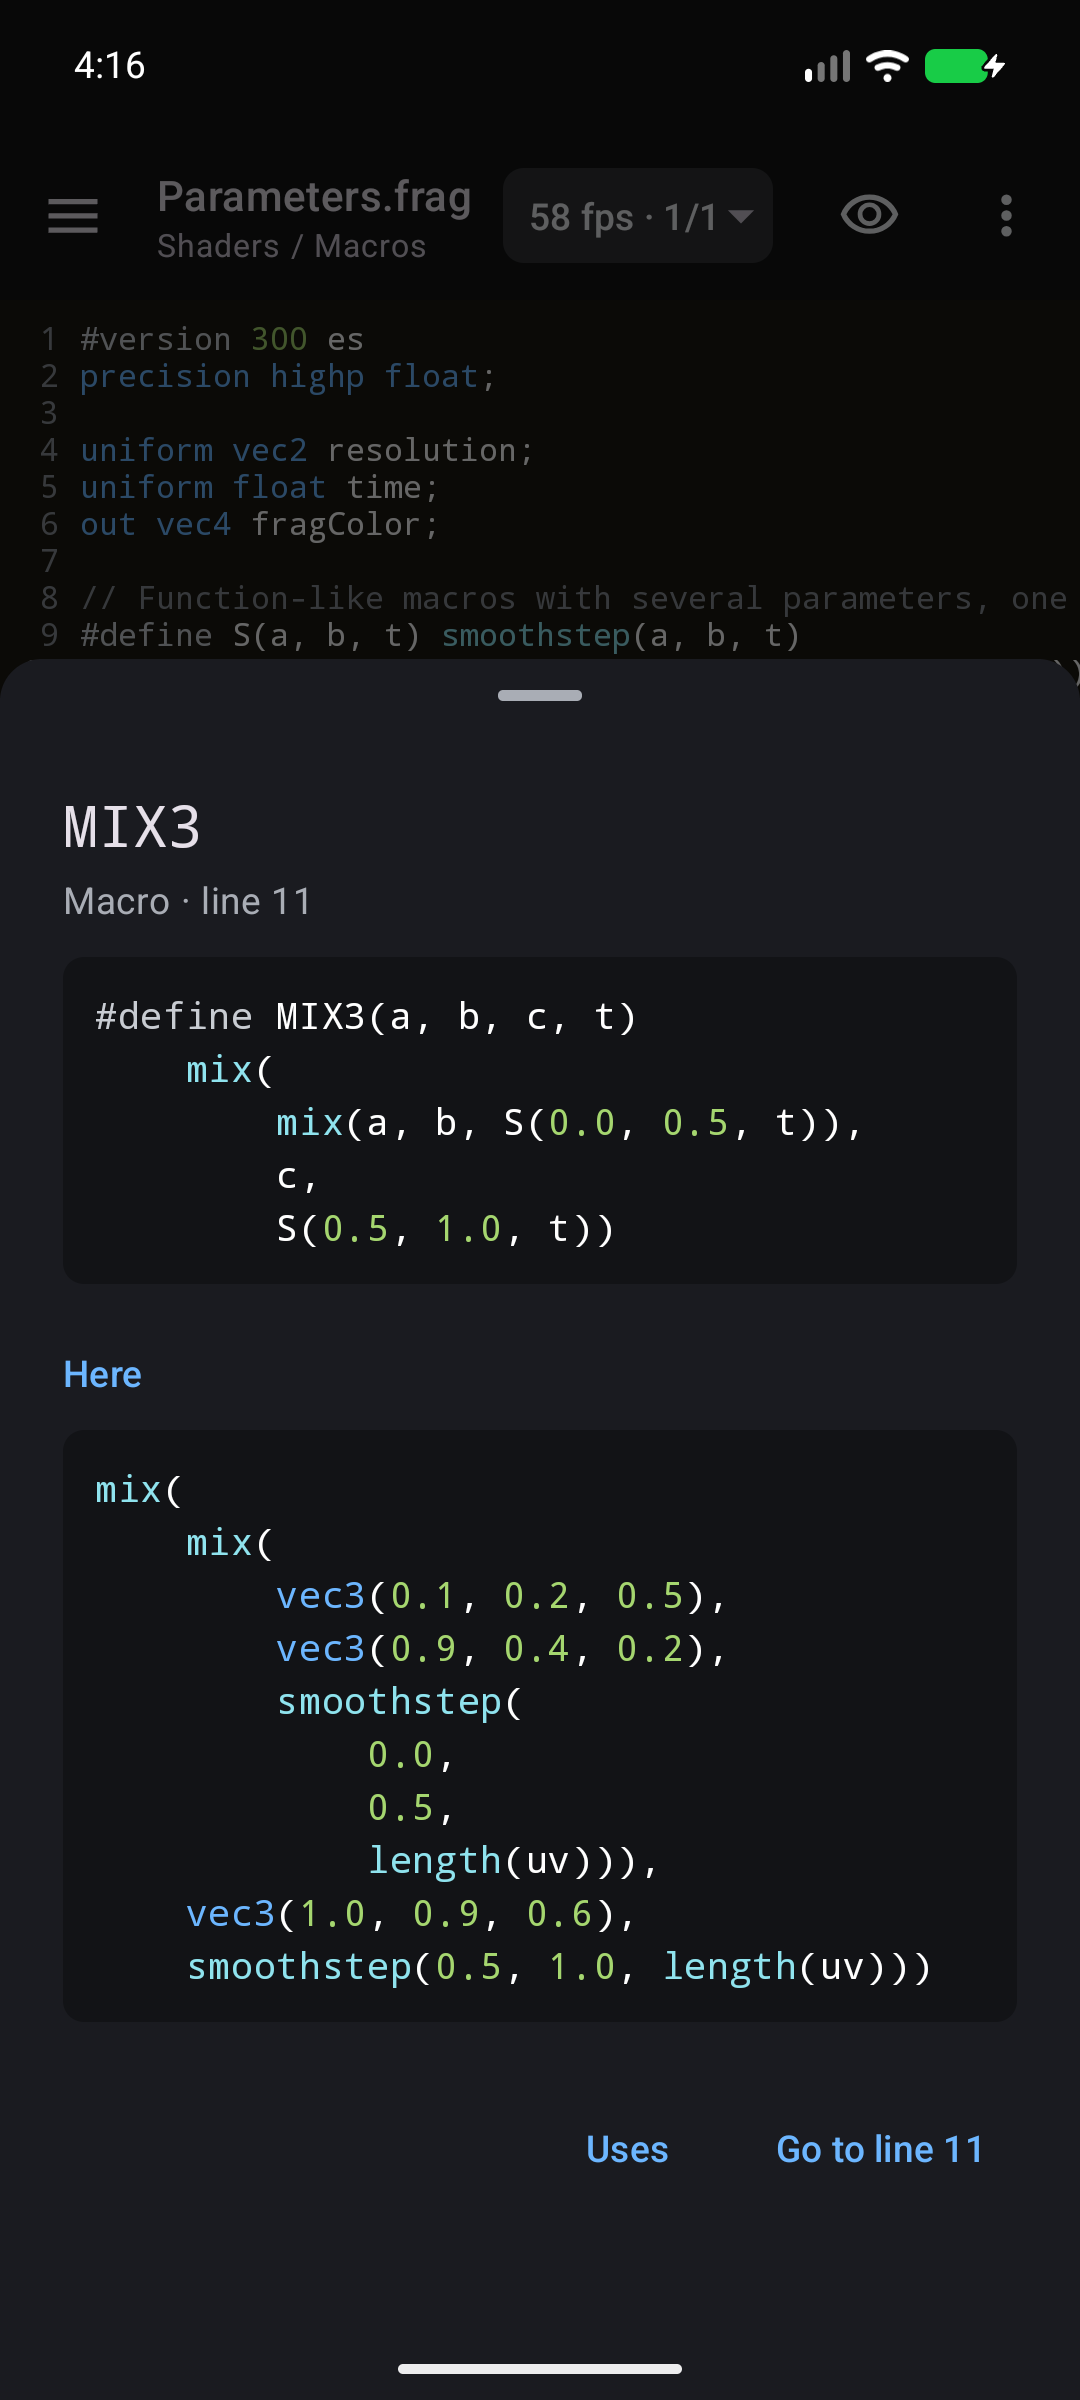 4:16
Parameters.frag
Shaders / Macros
58 fps · 1/1
1 #version 300 es
2 precision highp float;
3
4 uniform vec2 resolution;
5 uniform float time;
6 out vec4 fragColor;
7
8 // Function-like macros with several parameters, one
9 #define S(a, b, t) smoothstep(a, b, t)
MIX3
Macro · line 11
#define MIX3(a, b, c, t)
mix(
mix(a, b, S(0.0, 0.5, t)),
c,
S(0.5, 1.0, t))
Here
mix(
mix(
vec3(0.1, 0.2, 0.5),
vec3(0.9, 0.4, 0.2),
smoothstep(
0.0,
0.5,
length(uv))),
vec3(1.0, 0.9, 0.6),
smoothstep(0.5, 1.0, length(uv)))
Uses
Go to line 11